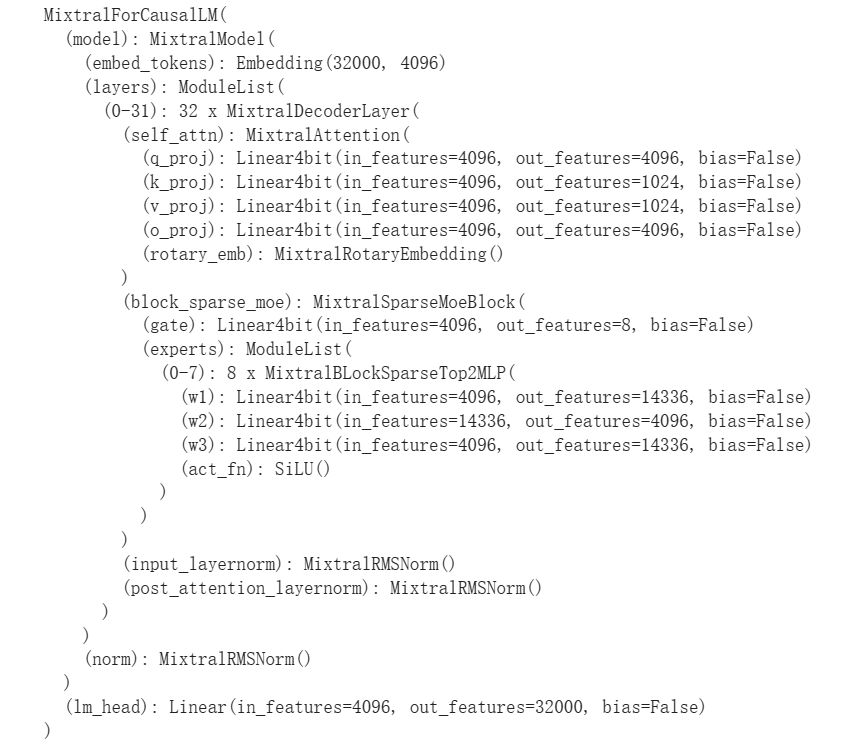 MixtralForCausalLM(
  (model): MixtralModel(
    (embed_tokens): Embedding(32000, 4096)
    (layers): ModuleList(
      (0-31): 32 x MixtralDecoderLayer(
        (self_attn): MixtralAttention(
          (q_proj): Linear4bit(in_features=4096, out_features=4096, bias=False)
          (k_proj): Linear4bit(in_features=4096, out_features=1024, bias=False)
          (v_proj): Linear4bit(in_features=4096, out_features=1024, bias=False)
          (o_proj): Linear4bit(in_features=4096, out_features=4096, bias=False)
          (rotary_emb): MixtralRotaryEmbedding()
        )
        (block_sparse_moe): MixtralSparseMoeBlock(
          (gate): Linear4bit(in_features=4096, out_features=8, bias=False)
          (experts): ModuleList(
            (0-7): 8 x MixtralBLockSparseTop2MLP(
              (w1): Linear4bit(in_features=4096, out_features=14336, bias=False)
              (w2): Linear4bit(in_features=14336, out_features=4096, bias=False)
              (w3): Linear4bit(in_features=4096, out_features=14336, bias=False)
              (act_fn): SiLU()
            )
          )
        )
        (input_layernorm): MixtralRMSNorm()
        (post_attention_layernorm): MixtralRMSNorm()
      )
    )
    (norm): MixtralRMSNorm()
  )
  (lm_head): Linear(in_features=4096, out_features=32000, bias=False)
)